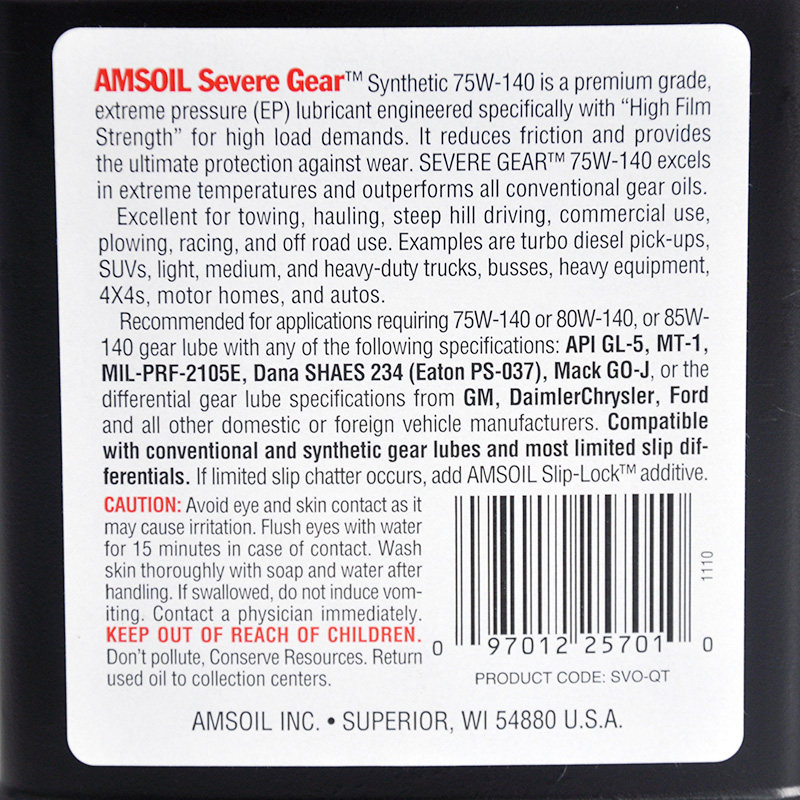 AMSOIL Severe Gear™ Synthetic 75W-140 is a premium grade,
extreme pressure (EP) lubricant engineered specifically with “High Film
Strength” for high load demands. It reduces friction and provides
the ultimate protection against wear. SEVERE GEAR™ 75W-140 excels
in extreme temperatures and outperforms all conventional gear oils.
Excellent for towing, hauling, steep hill driving, commercial use,
plowing, racing, and off road use. Examples are turbo diesel pick-ups,
SUVs, light, medium, and heavy-duty trucks, busses, heavy equipment,
4X4s, motor homes, and autos.
Recommended for applications requiring 75W-140 or 80W-140, or 85W-
140 gear lube with any of the following specifications: API GL-5, MT-1,
MIL-PRF-2105E, Dana SHAES 234 (Eaton PS-037), Mack GO-J, or the
differential gear lube specifications from GM, DaimlerChrysler, Ford
and all other domestic or foreign vehicle manufacturers. Compatible
with conventional and synthetic gear lubes and most limited slip dif-
ferentials. If limited slip chatter occurs, add AMSOIL Slip-Lock™ additive.
CAUTION: Avoid eye and skin contact as it
may cause irritation. Flush eyes with water
for 15 minutes in case of contact. Wash
skin thoroughly with soap and water after
handling. If swallowed, do not induce vom-
iting. Contact a physician immediately.
KEEP OUT OF REACH OF CHILDREN.
Don't pollute, Conserve Resources. Return
used oil to collection centers.
1110
0 97012 25701 0
PRODUCT CODE: SVO-QT
AMSOIL INC. • SUPERIOR, WI 54880 U.S.A.